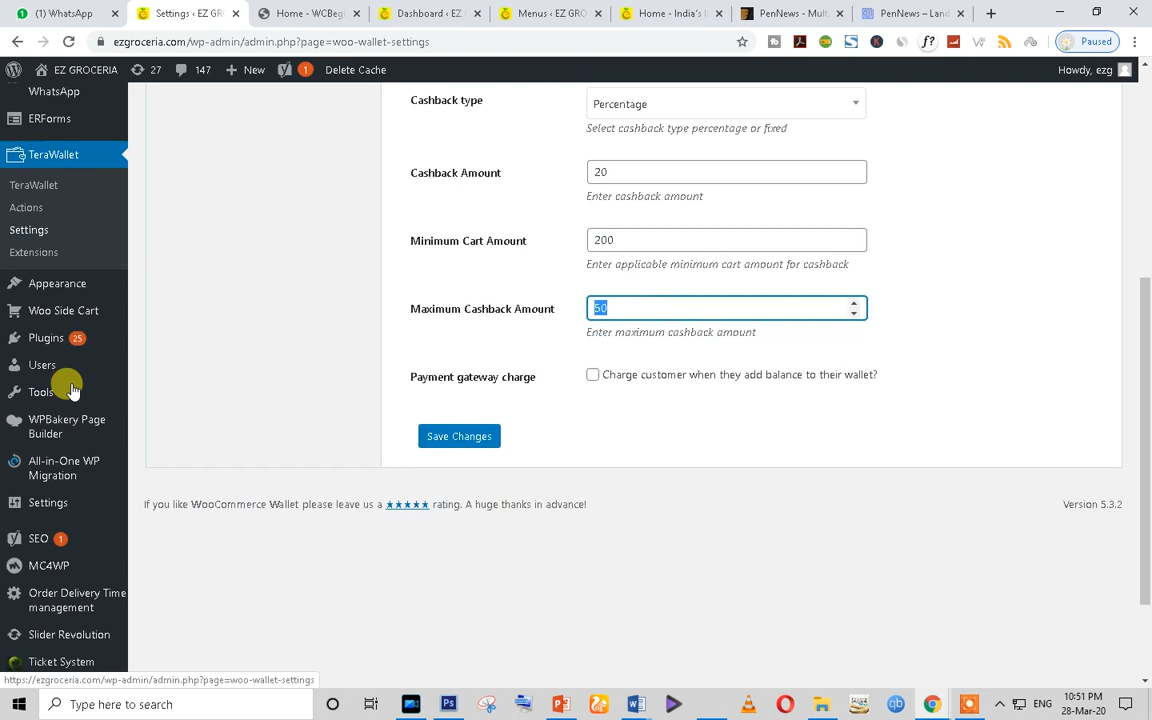 WhatsApp
Settings ‹ EZ GR
Home - WCBeg
Dashboard ‹ EZ
Menus ‹ EZ GRO
Home - India's
PenNews - Mult
PenNews – Land
ezgroceria.com/wp-admin/admin.php?page=woo-wallet-settings
Paused
EZ GROCERIA
27
147
New
1
Delete Cache
Howdy, ezg
WhatsApp
ERForms
TeraWallet
TeraWallet
Actions
Settings
Extensions
Appearance
Woo Side Cart
Plugins 25
Users
Tools
WPBakery Page
Builder
All-in-One WP
Migration
Settings
SEO 1
MC4WP
Order Delivery Time
management
Slider Revolution
Ticket System
Cashback type
Percentage
Select cashback type percentage or fixed
Cashback Amount
20
Enter cashback amount
Minimum Cart Amount
200
Enter applicable minimum cart amount for cashback
Maximum Cashback Amount
50
Enter maximum cashback amount
Payment gateway charge
Charge customer when they add balance to their wallet?
Save Changes
If you like WooCommerce Wallet please leave us a ★★★★★ rating. A huge thanks in advance!
Version 5.3.2
https://ezgroceria.com/wp-admin/admin.php?page=woo-wallet-settings
Type here to search
ENG
10:51 PM
28-Mar-20